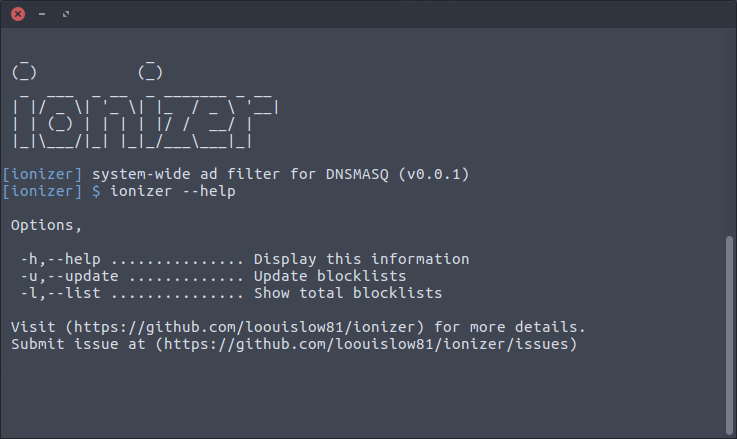 ionizer
[ionizer] system-wide ad filter for DNSMASQ (v0.0.1)
[ionizer] $ ionizer --help
Options,
-h,--help ............... Display this information
-u,--update ............. Update blocklists
-l,--list ............... Show total blocklists
Visit (https://github.com/loouislow81/ionizer) for more details.
Submit issue at (https://github.com/loouislow81/ionizer/issues)